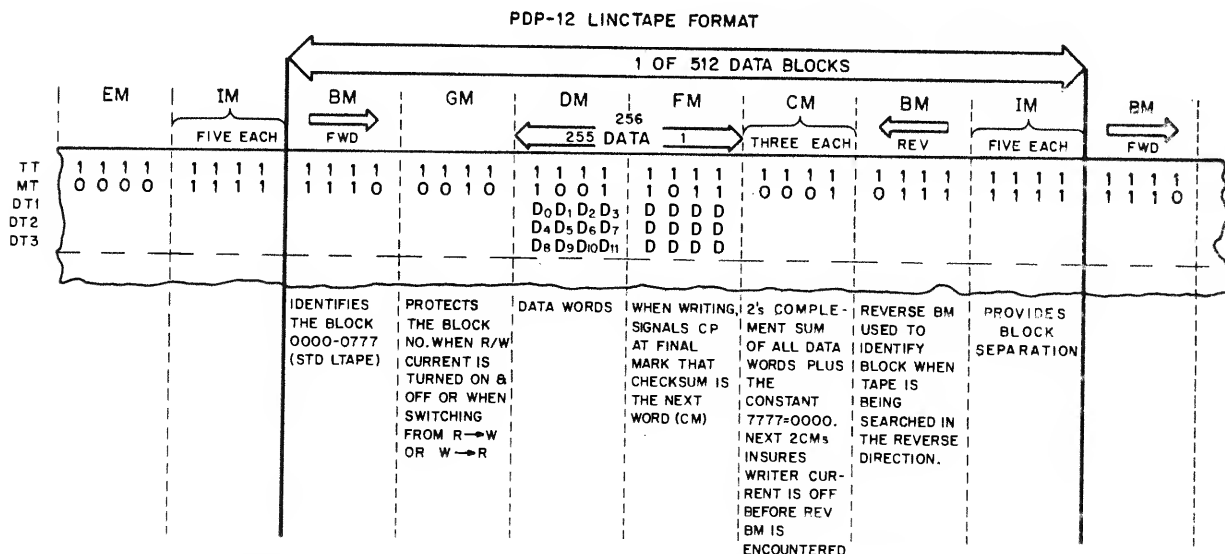 PDP-12 LINCTAPE FORMAT
1 OF 512 DATA BLOCKS
EM IM BM GM DM FM CM BM IM BM
256
FIVE EACH FWD 255 DATA 1 THREE EACH REV FIVE EACH FWD
TT 1 1 1 1 1 1 1 1 1 1 1 1 1 1 1 1 1 1 1 1 1 1 1 1 1 1 1 1 1 1 1 1 1 1 1 1 1 1 1 1
MT 0 0 0 0 1 1 1 1 1 1 1 0 0 0 1 0 1 0 0 1 1 0 1 1 0 0 0 1 0 1 1 1 1 1 1 1 1 1 1 0
DT1 D0 D1 D2 D3 D D D D
DT2 D4 D5 D6 D7 D D D D
DT3 D8 D9 D10 D11 D D D D
IDENTIFIES
THE BLOCK
0000-0777
(STD LTAPE)
PROTECTS
THE BLOCK
NO. WHEN R/W
CURRENT IS
TURNED ON &
OFF OR WHEN
SWITCHING
FROM R→W
OR W→R
DATA WORDS
WHEN WRITING,
SIGNALS CP
AT FINAL
MARK THAT
CHECKSUM IS
THE NEXT
WORD (CM)
2's COMPLE-
MENT SUM
OF ALL DATA
WORDS PLUS
THE
CONSTANT
7777=0000.
NEXT 2CMs
INSURES
WRITER CUR-
RENT IS OFF
BEFORE REV
BM IS
ENCOUNTERED
REVERSE BM
USED TO
IDENTIFY
BLOCK WHEN
TAPE IS
BEING
SEARCHED IN
THE REVERSE
DIRECTION.
PROVIDES
BLOCK
SEPARATION